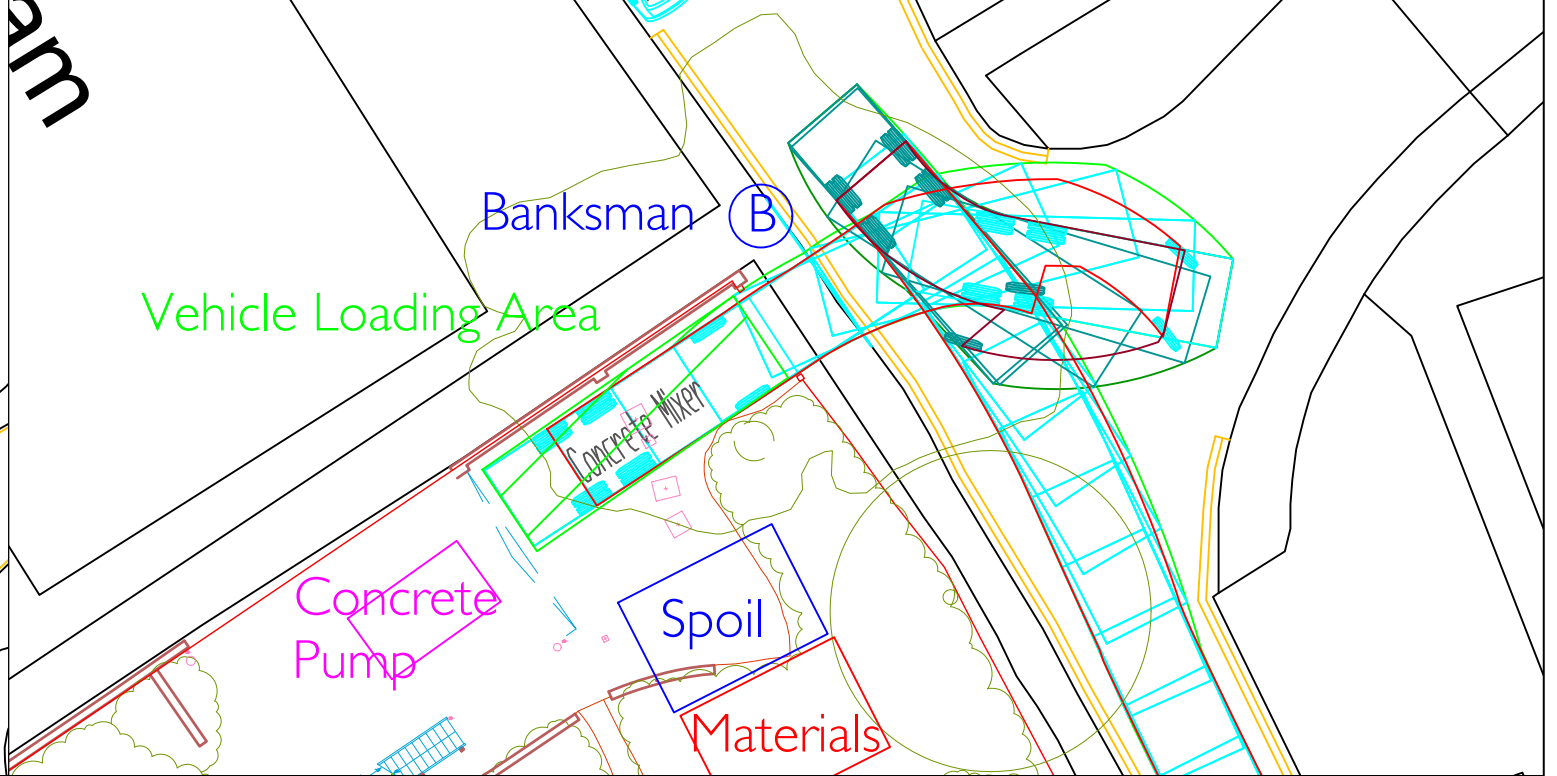 am
Banksman B
Vehicle Loading Area
Concrete Mixer
Concrete
Pump
Spoil
Materials